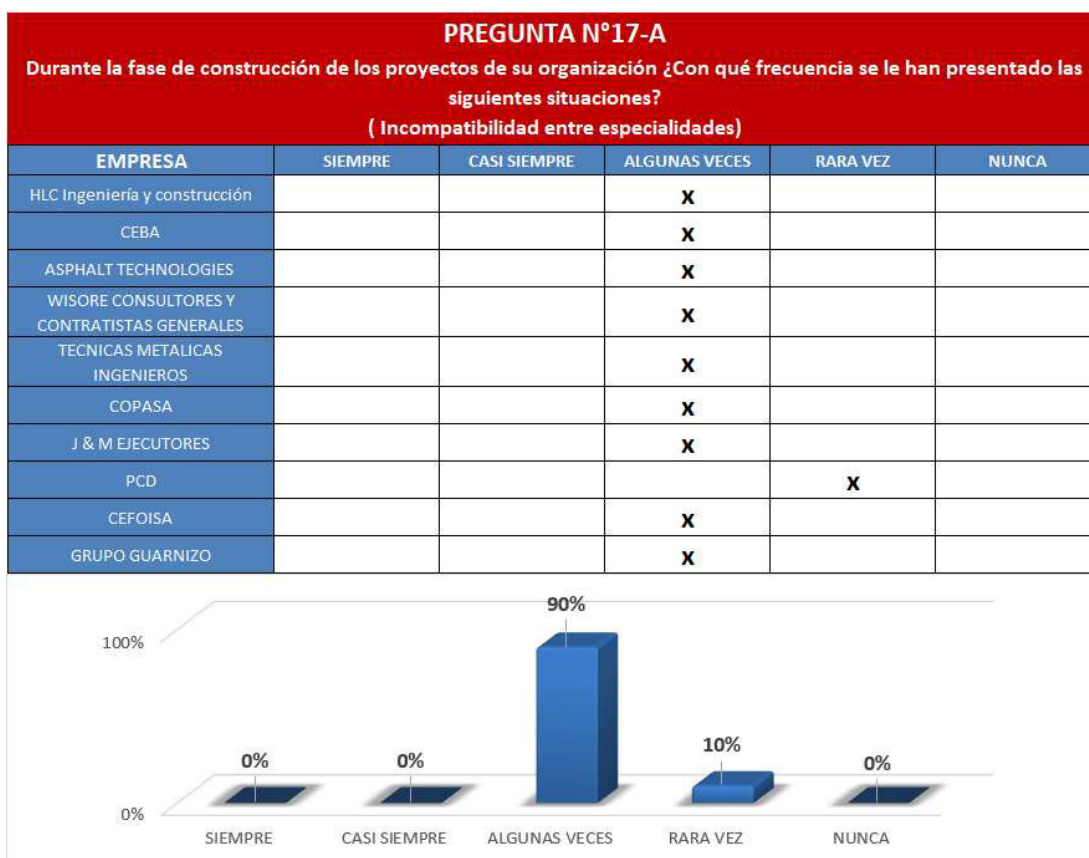 PREGUNTA N°17-A
Durante la fase de construcción de los proyectos de su organización ¿Con qué frecuencia se le han presentado las
siguientes situaciones?
( Incompatibilidad entre especialidades)
EMPRESA SIEMPRE CASI SIEMPRE ALGUNAS VECES RARA VEZ NUNCA
HLC Ingeniería y construcción X
CEBA X
ASPHALT TECHNOLOGIES X
WISORE CONSULTORES Y
CONTRATISTAS GENERALES X
TECNICAS METALICAS
INGENIEROS X
COPASA X
J & M EJECUTORES X
PCD X
CEFOISA X
GRUPO GUARNIZO X
90%
100%
0% 0% 10% 0%
0%
SIEMPRE CASI SIEMPRE ALGUNAS VECES RARA VEZ NUNCA